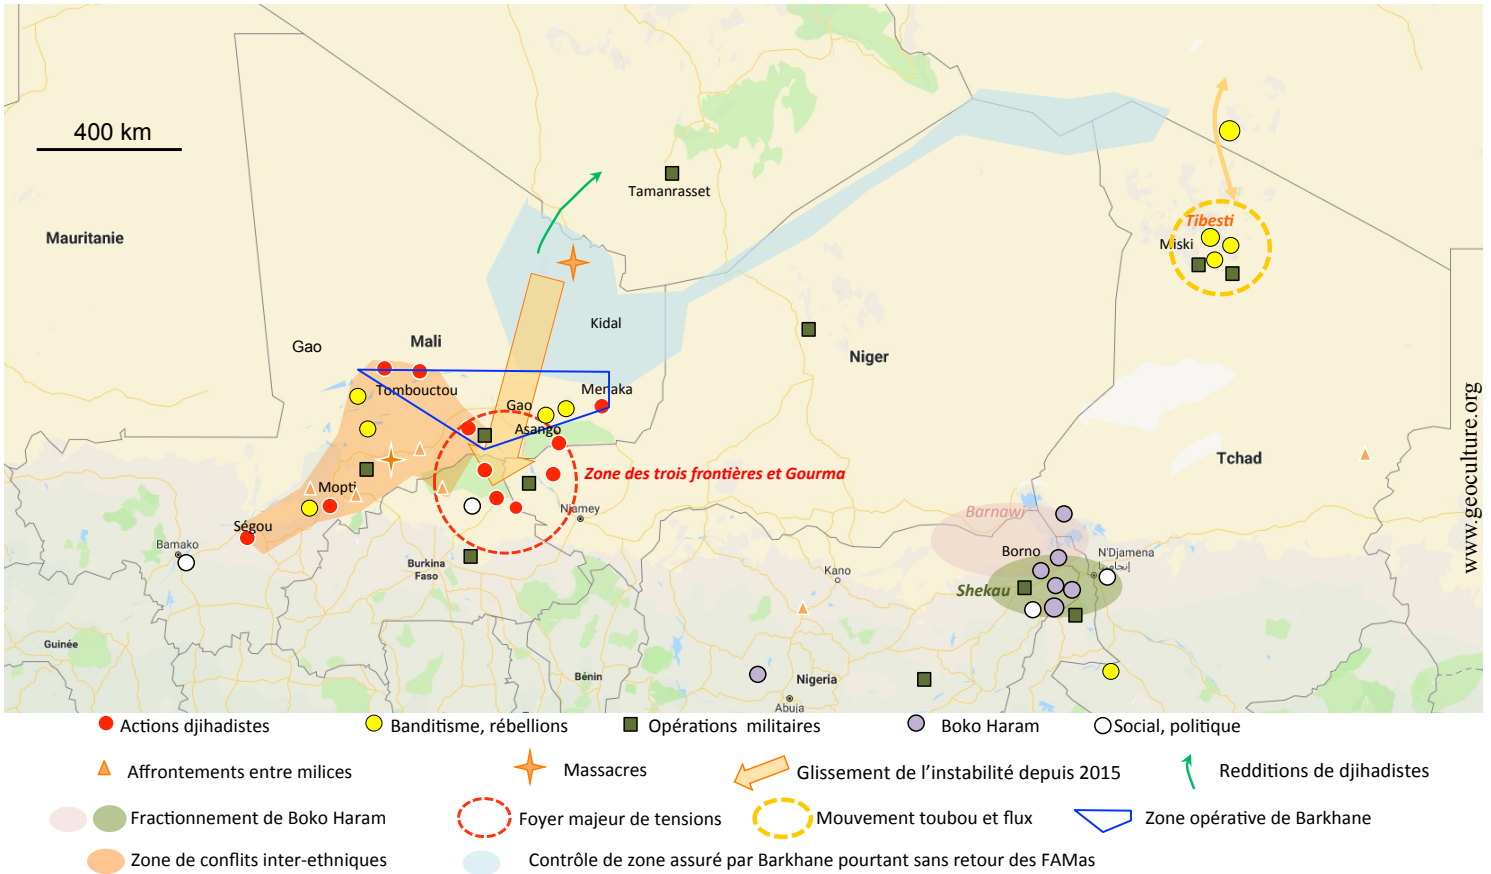 400 km
Tamanrasset
Tibesti
Mauritanie
Miski
Kidal
Gao
Mali
Niger
Tombouctou
Menaka
Gao
Asango
www.geoculture.org
Zone des trois frontières et Gourma
Tchad
Mopti
Niamey
Barnawi
Ségou
Bamako
Borno
N'Djamena
إنجامينا
Burkina
Faso
Kano
Shekau
Guinée
Bénin
Nigeria
Abuja
Actions djihadistes
Banditisme, rébellions
Opérations militaires
Boko Haram
Social, politique
Affrontements entre milices
Massacres
Glissement de l'instabilité depuis 2015
Redditions de djihadistes
Fractionnement de Boko Haram
Foyer majeur de tensions
Mouvement toubou et flux
Zone opérative de Barkhane
Zone de conflits inter-ethniques
Contrôle de zone assuré par Barkhane pourtant sans retour des FAMas